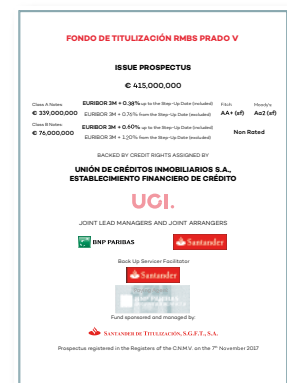 FONDO DE TITULIZACIÓN RMBS PRADO V
ISSUE PROSPECTUS
€ 415,000,000
Class A Notes
€ 339,000,000
EURIBOR 3M + 0.38% up to the Step-Up Date (included)
EURIBOR 3M + 0.76% from the Step-Up Date (excluded)
Fitch
AA+ (sf)
Moody's
Aa2 (sf)
Class B Notes
€ 76,000,000
EURIBOR 3M + 0.60% up to the Step-Up Date (included)
EURIBOR 3M + 1.20% from the Step-Up Date (excluded)
Non Rated
BACKED BY CREDIT RIGHTS ASSIGNED BY
UNIÓN DE CRÉDITOS INMOBILIARIOS S.A.,
ESTABLECIMIENTO FINANCIERO DE CRÉDITO
UCI.
JOINT LEAD MANAGERS AND JOINT ARRANGERS
BNP PARIBAS
Santander
Back Up Servicer Facilitator
Santander
BNP PARIBAS
Fund sponsored and managed by
SANTANDER DE TITULIZACIÓN, S.G.F.T., S.A.
Prospectus registered in the Registers of the C.N.M.V. on the 7th November 2017